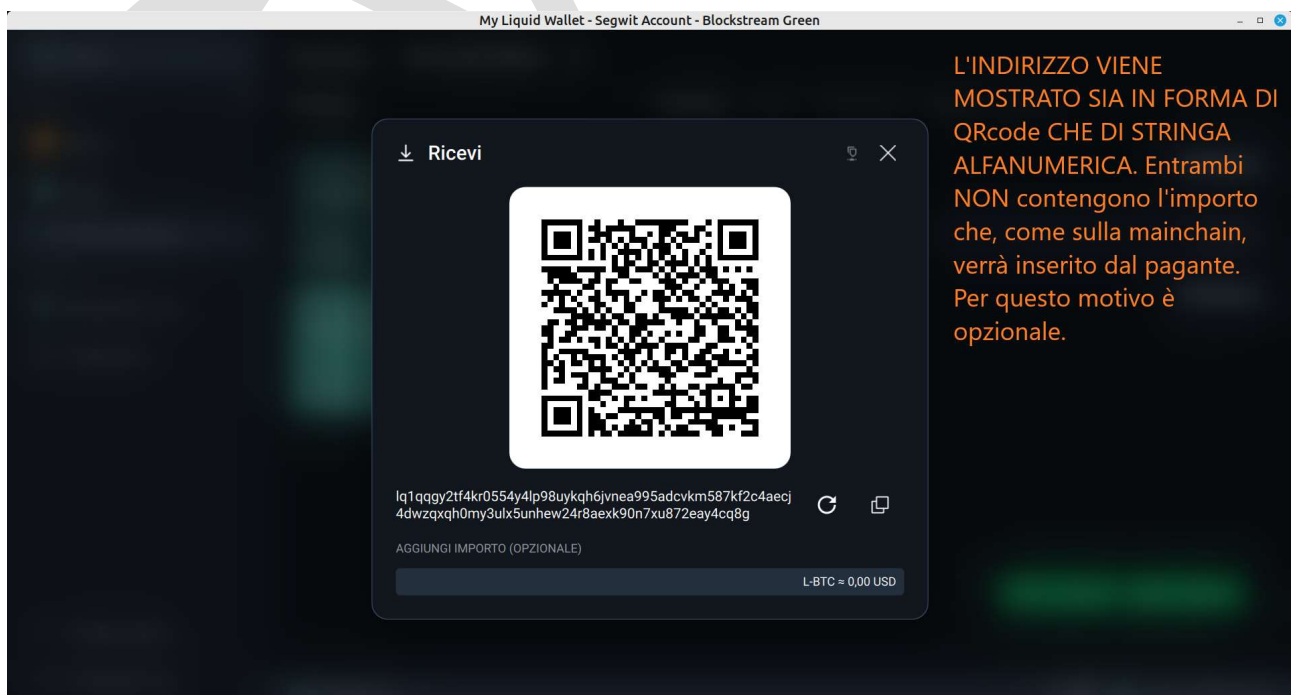 My Liquid Wallet - Segwit Account - Blockstream Green
L'INDIRIZZO VIENE
MOSTRATO SIA IN FORMA DI
QRcode CHE DI STRINGA
ALFANUMERICA. Entrambi
NON contengono l'importo
che, come sulla mainchain,
verrà inserito dal pagante.
Per questo motivo è
opzionale.
Ricevi
lq1qqgy2tf4kr0554y4lp98uykqh6jvnea995adcvkm587kf2c4aecj
4dwzqxqh0my3ulx5unhew24r8aexk90n7xu872eay4cq8g
AGGIUNGI IMPORTO (OPZIONALE)
L-BTC ≈ 0,00 USD